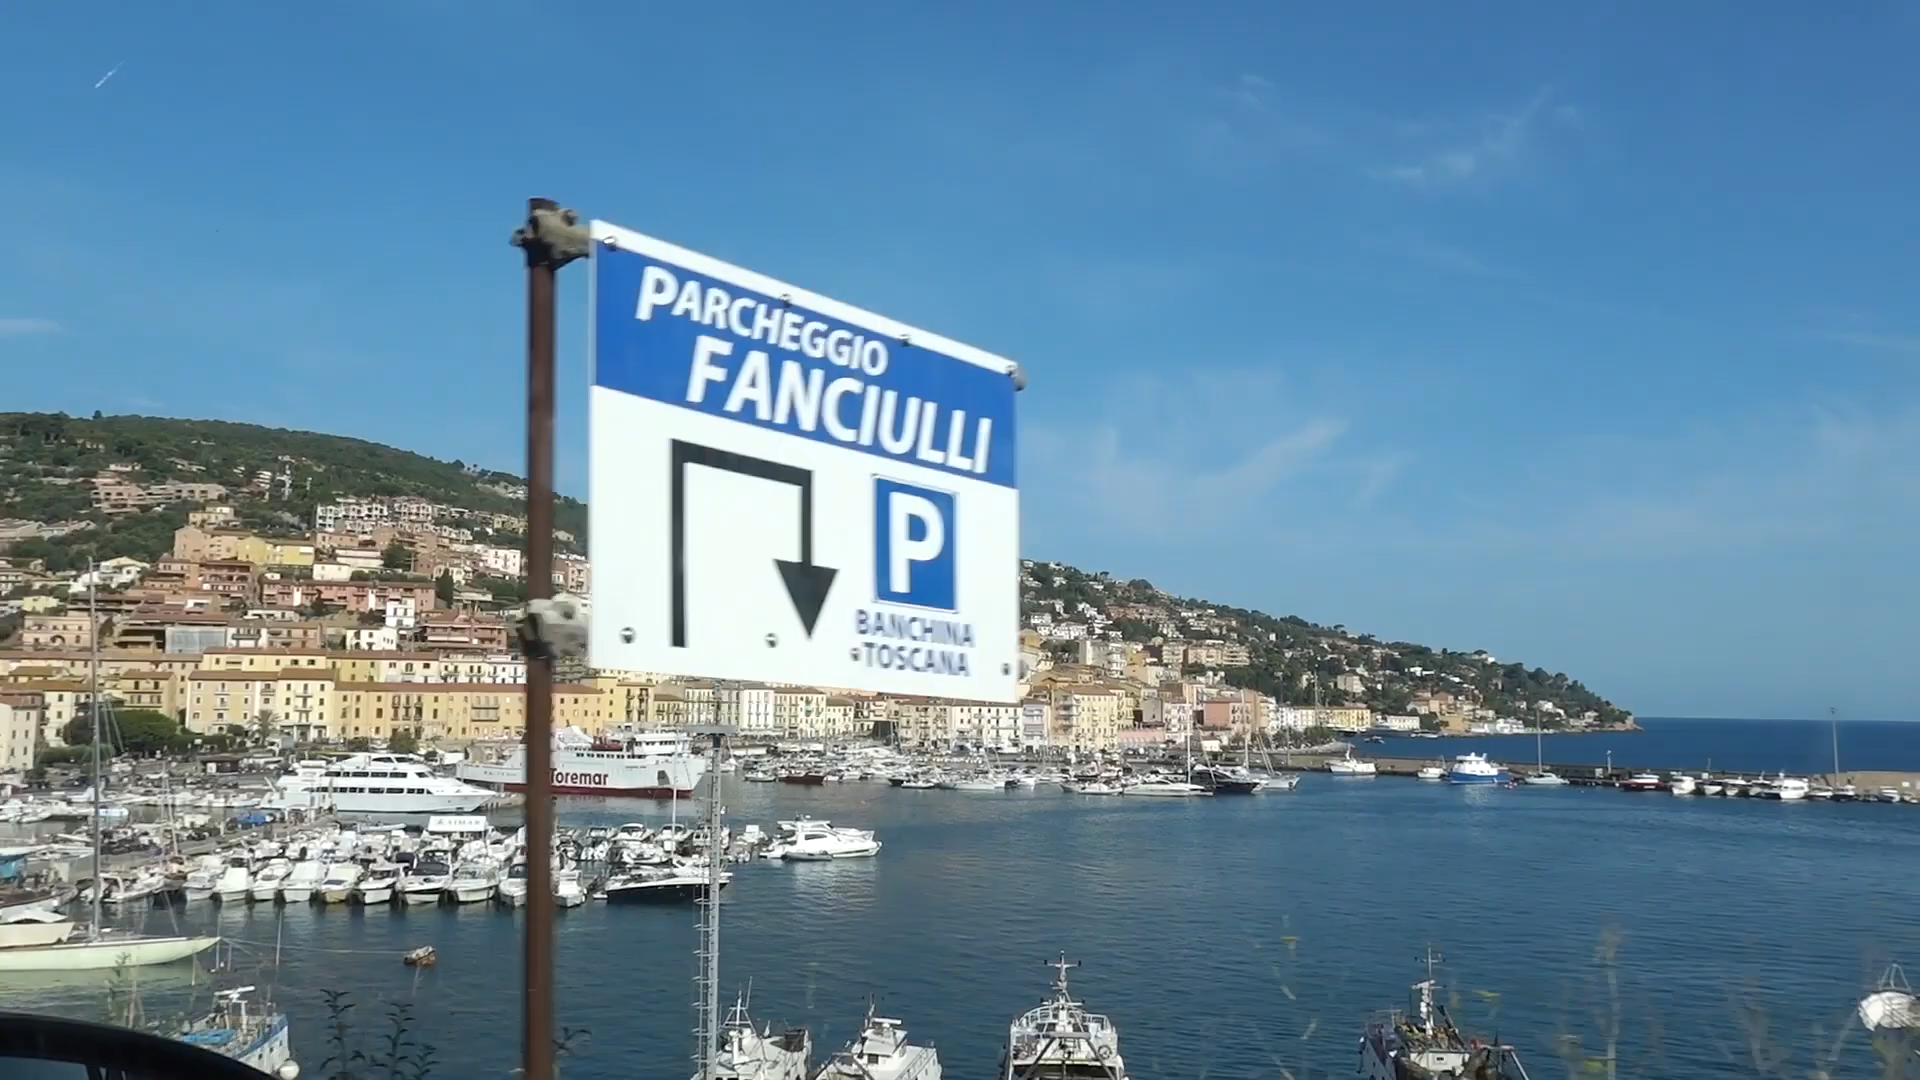 PARCHEGGIO
FANCIULLI
P
BANCHINA
TOSCANA
Toremar